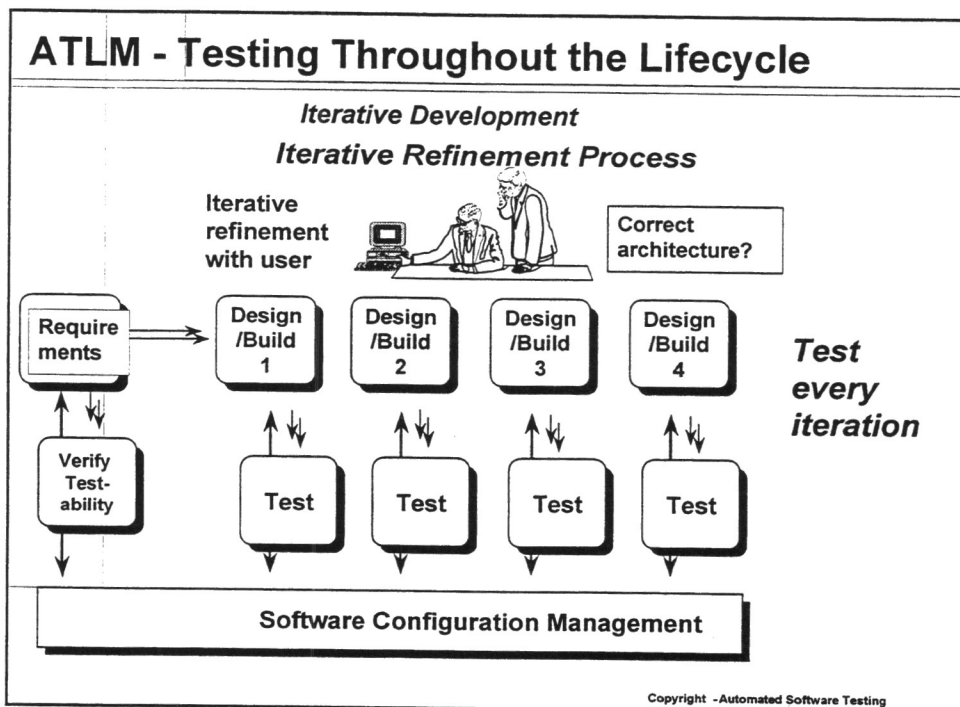 ATLM - Testing Throughout the Lifecycle
Iterative Development
Iterative Refinement Process
Iterative
refinement
with user
Correct
architecture?
Require
ments
Design
/Build
1
Design
/Build
2
Design
/Build
3
Design
/Build
4
Test
every
iteration
Verify
Test-
ability
Test
Test
Test
Test
Software Configuration Management
Copyright -Automated Software Testing